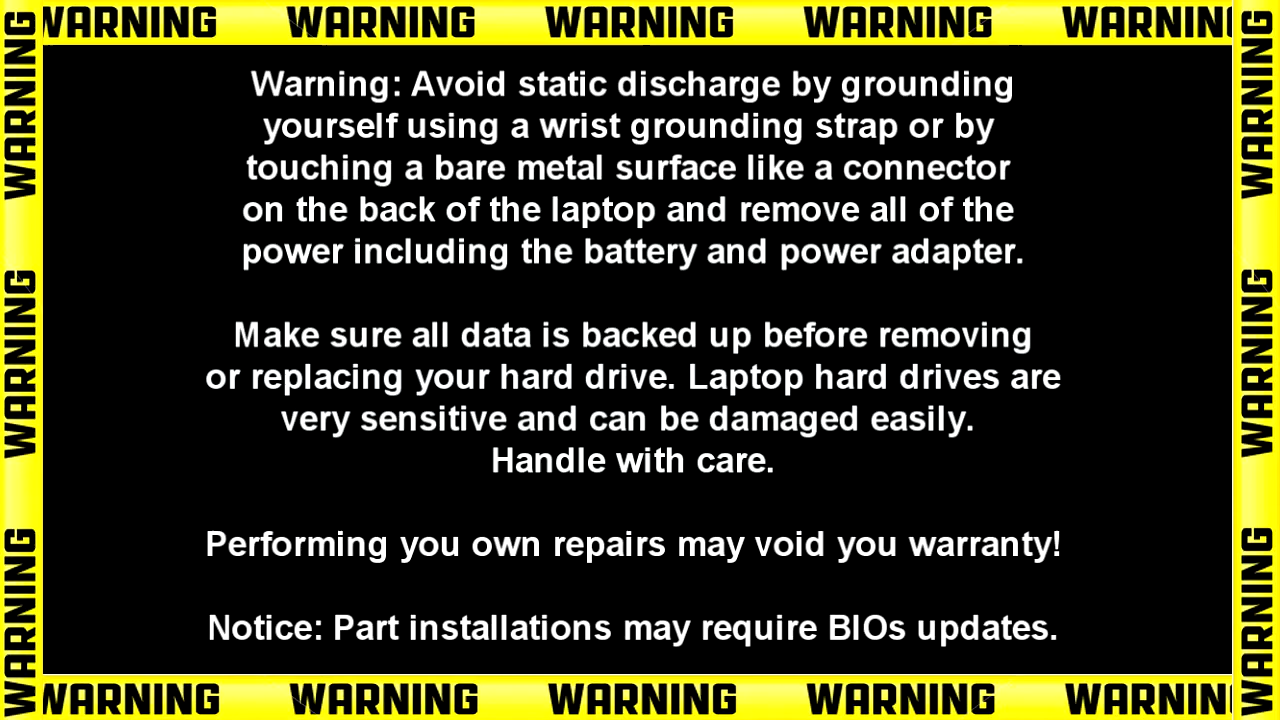 WARNING WARNING WARNING WARNING WARNING
WARNING
WARNING
WARNING
Warning: Avoid static discharge by grounding
yourself using a wrist grounding strap or by
touching a bare metal surface like a connector
on the back of the laptop and remove all of the
power including the battery and power adapter.
Make sure all data is backed up before removing
or replacing your hard drive. Laptop hard drives are
very sensitive and can be damaged easily.
Handle with care.
Performing you own repairs may void you warranty!
Notice: Part installations may require BIOs updates.
WARNING
WARNING
WARNING
WARNING WARNING WARNING WARNING WARNING